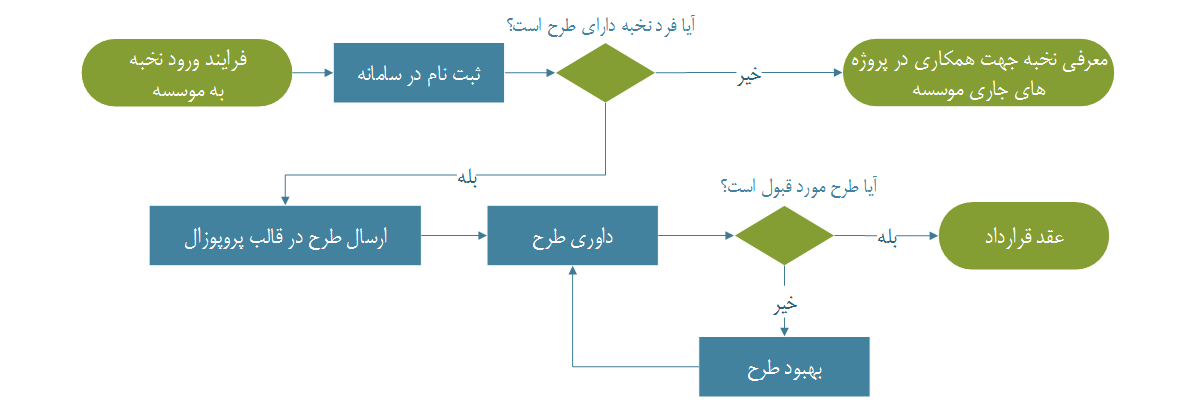 فرایند ورود نخبه
به موسسه
ثبت نام در سامانه
آیا فرد نخبه دارای طرح است؟
خیر
معرفی نخبه جهت همکاری در پروژه
های جاری موسسه
بله
ارسال طرح در قالب پروپوزال
داوری طرح
آیا طرح مورد قبول است؟
بله
عقد قرارداد
خیر
بهبود طرح